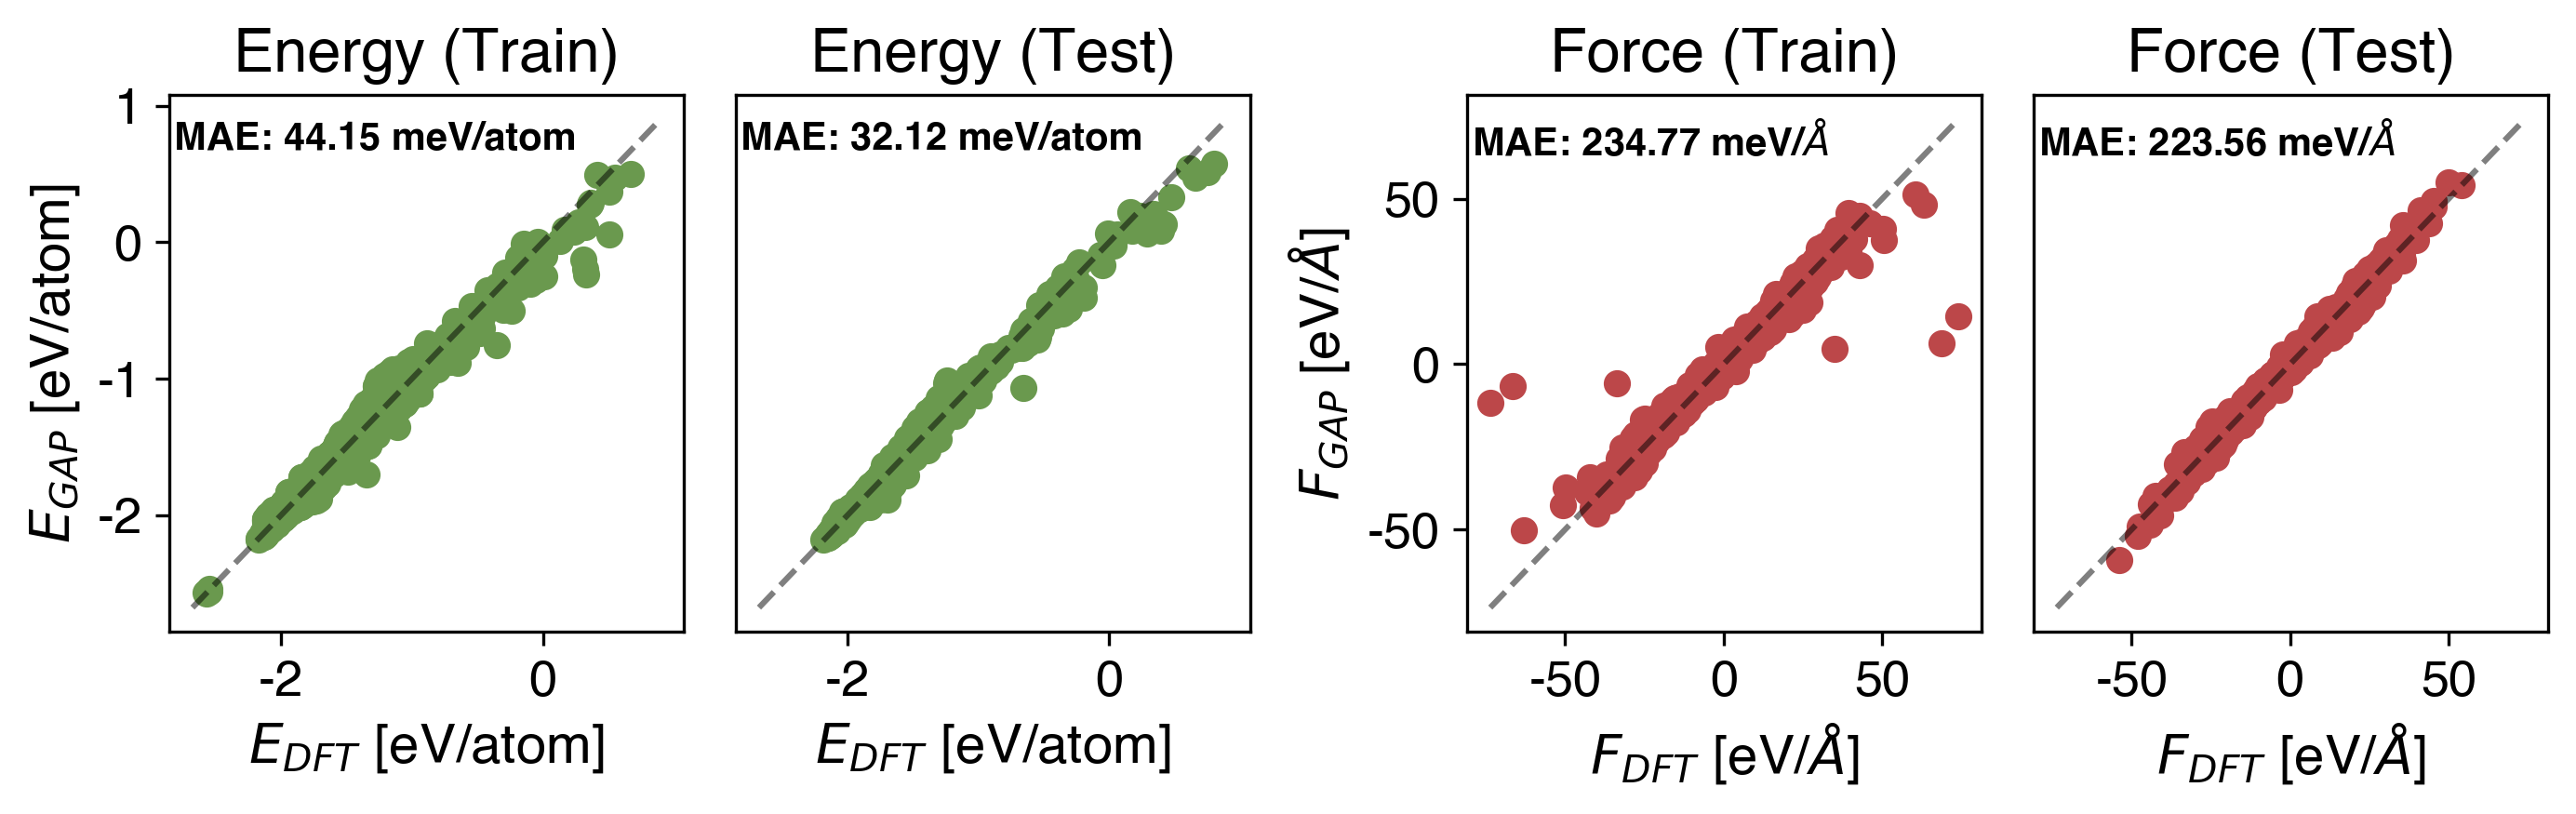 Energy (Train)
MAE: 44.15 meV/atom
E_GAP [eV/atom]
1
0
-1
-2
-2 0
E_DFT [eV/atom]
Energy (Test)
MAE: 32.12 meV/atom
-2 0
E_DFT [eV/atom]
Force (Train)
MAE: 234.77 meV/Å
F_GAP [eV/Å]
50
0
-50
-50 0 50
F_DFT [eV/Å]
Force (Test)
MAE: 223.56 meV/Å
-50 0 50
F_DFT [eV/Å]